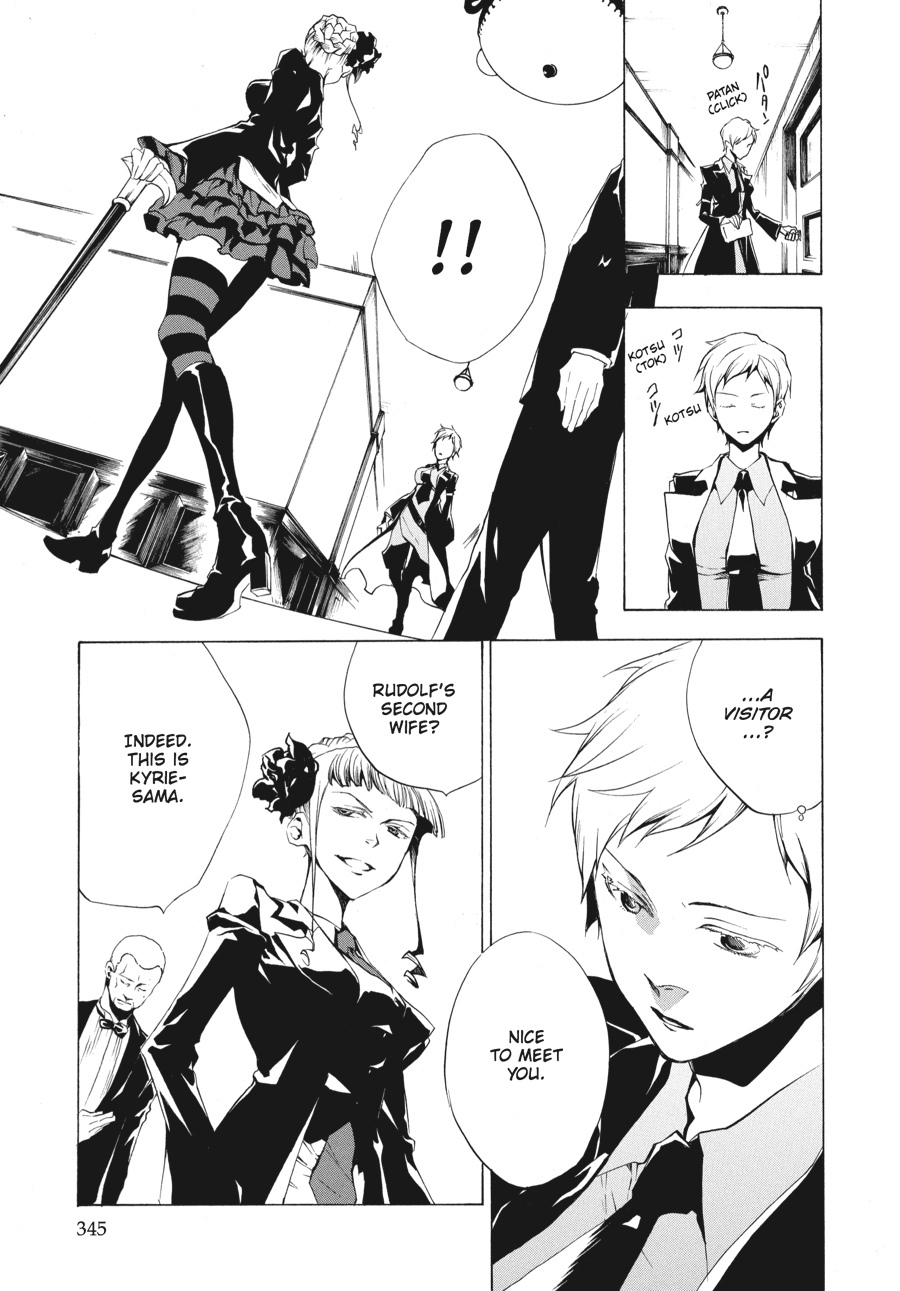 パタン
PATAN
(CLICK)
コツ
KOTSU
(TOK)
コツ
KOTSU
!!
...A
VISITOR
...?
NICE
TO MEET
YOU.
RUDOLF'S
SECOND
WIFE?
INDEED.
THIS IS
KYRIE-
SAMA.
345